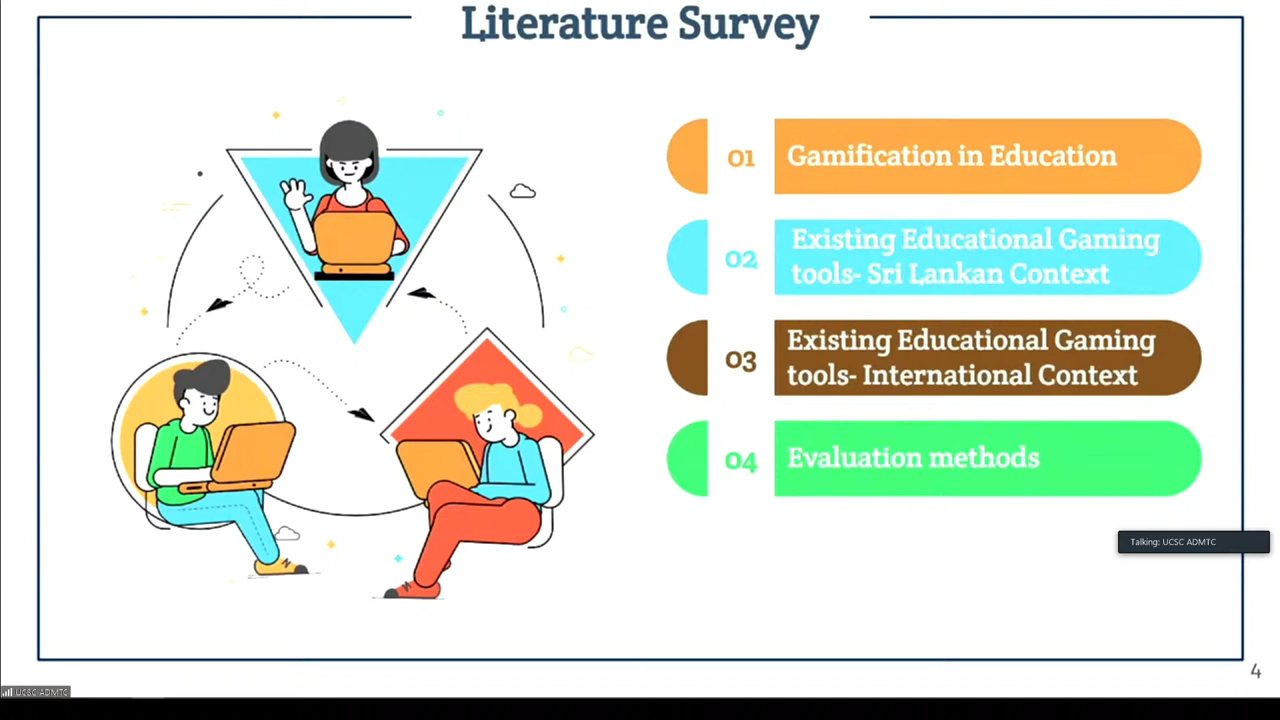 Literature Survey
01
Gamification in Education
02
Existing Educational Gaming
tools- Sri Lankan Context
03
Existing Educational Gaming
tools- International Context
04
Evaluation methods
Talking: UCSC ADMTC
4
UCSC ADMTC